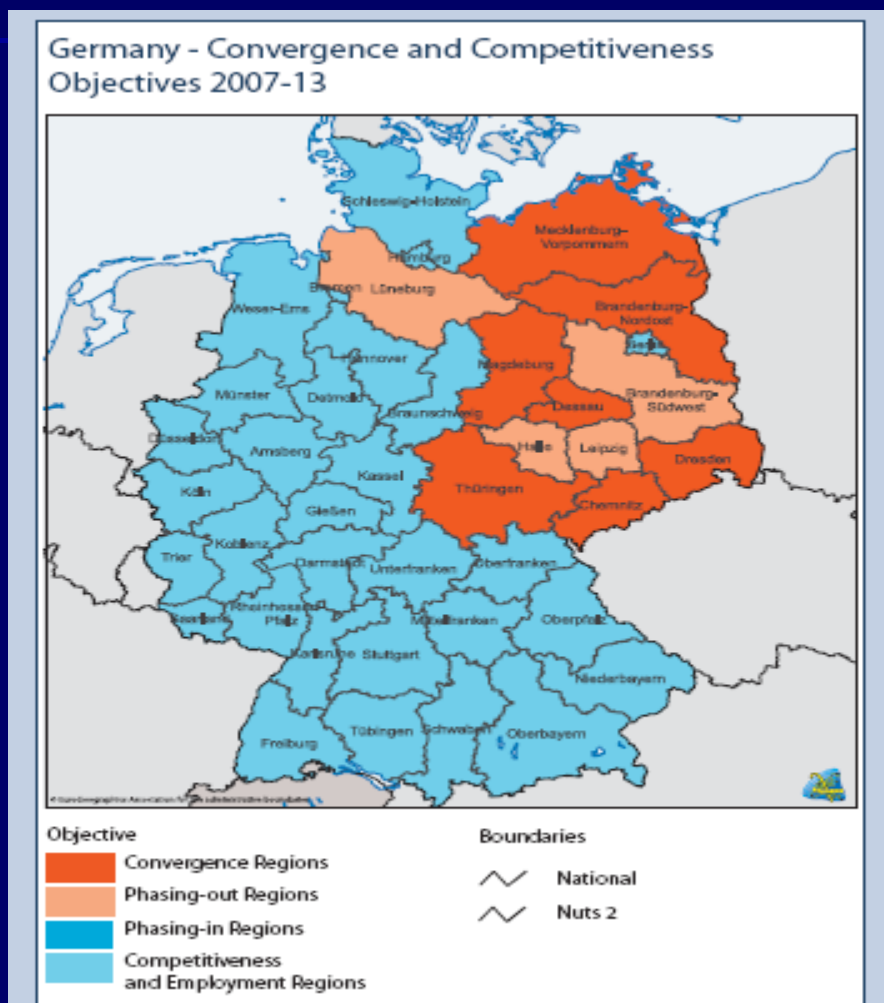 Germany - Convergence and Competitiveness
Objectives 2007-13
Schleswig-Holstein
Mecklenburg-
Vorpommern
Hamburg
Bremen
Lüneburg
Weser-Ems
Brandenburg-
Nordost
Berlin
Hannover
Magdeburg
Münster
Detmold
Braunschweig
Brandenburg-
Südwest
Dessau
Düsseldorf
Arnsberg
Halle
Leipzig
Dresden
Kassel
Köln
Thüringen
Chemnitz
Gießen
Koblenz
Trier
Darmstadt
Unterfranken
Oberfranken
Saarland
Rheinhessen-
Pfalz
Mittelfranken
Oberpfalz
Karlsruhe
Stuttgart
Niederbayern
Tübingen
Schwaben
Oberbayern
Freiburg
Objective
Convergence Regions
Phasing-out Regions
Phasing-in Regions
Competitiveness
and Employment Regions
Boundaries
National
Nuts 2